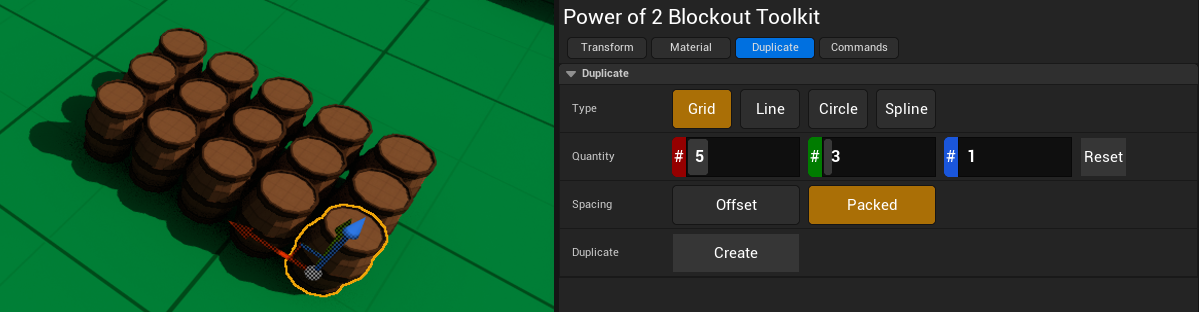 Power of 2 Blockout Toolkit
Transform Material Duplicate Commands
Duplicate
Type Grid Line Circle Spline
Quantity # 5 # 3 # 1 Reset
Spacing Offset Packed
Duplicate Create